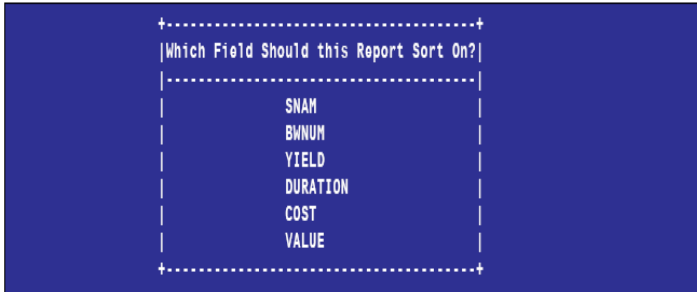 +-------------------------------------+
|Which Field Should this Report Sort On?|
|-------------------------------------|
| SNAM |
| BWNUM |
| YIELD |
| DURATION |
| COST |
| VALUE |
+-------------------------------------+